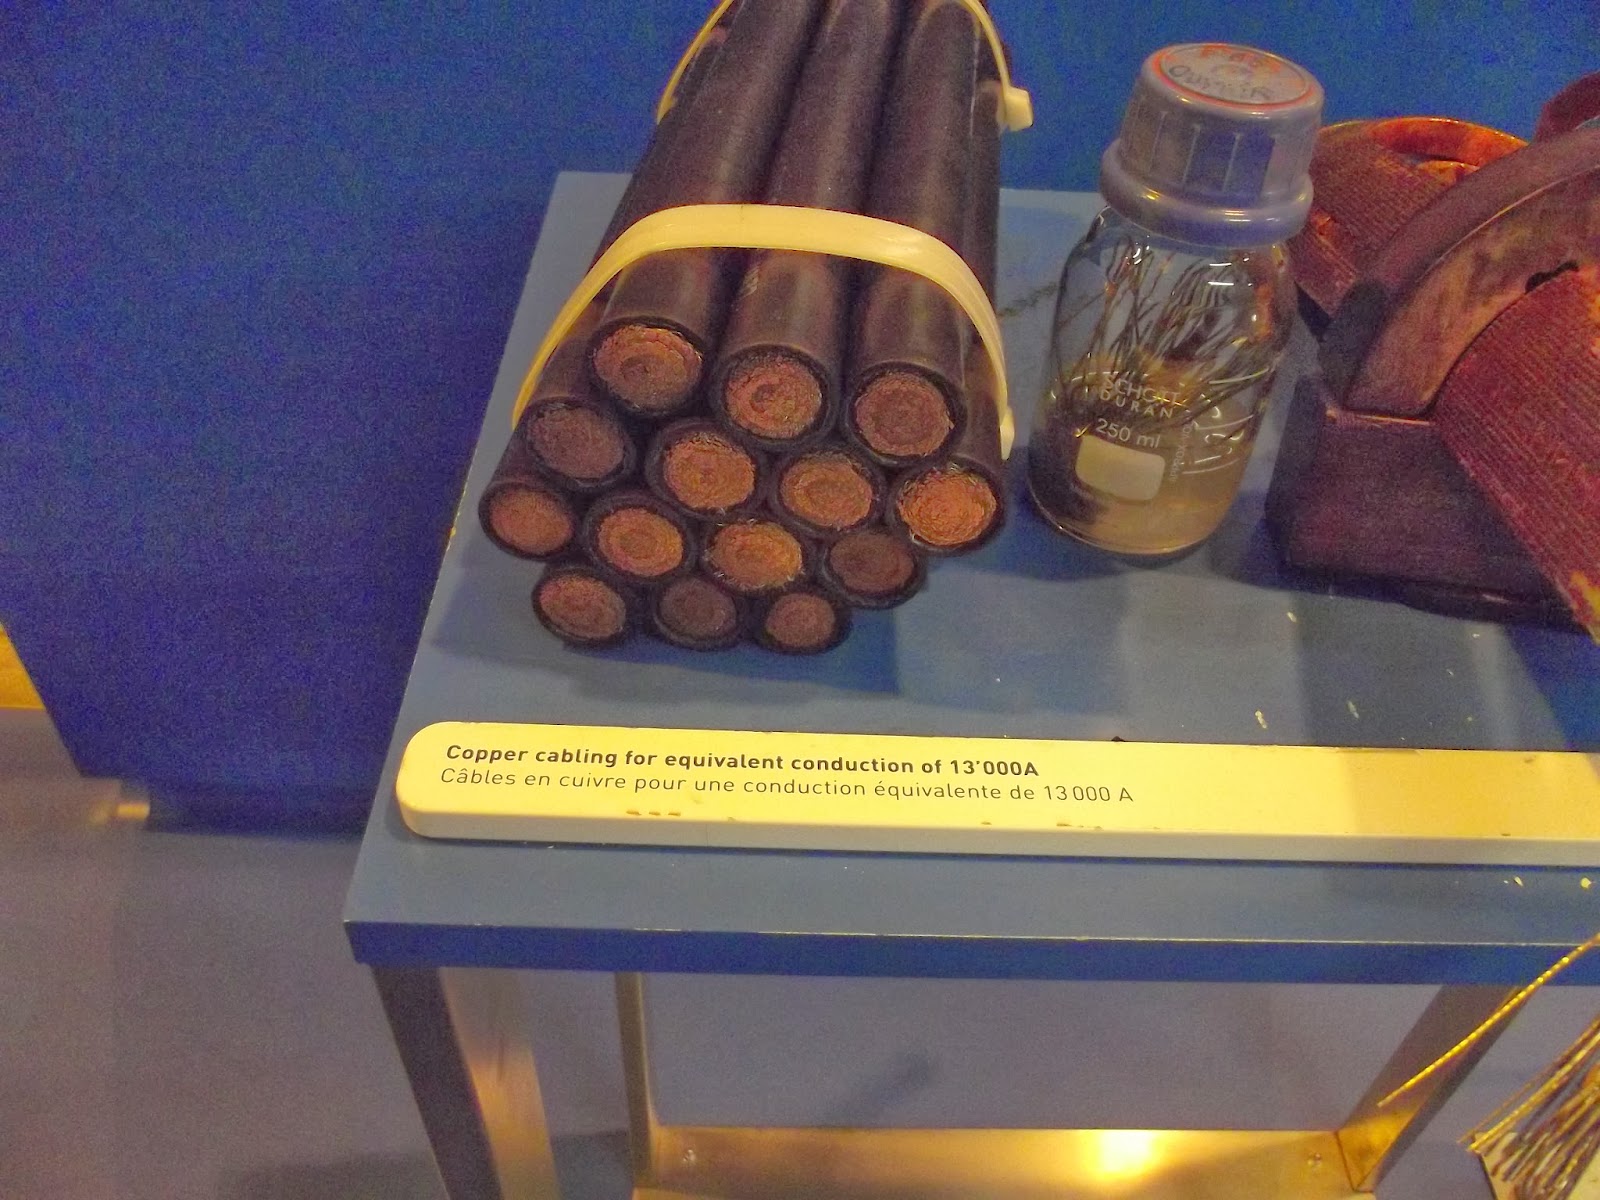 SCHOTT
DURAN
250 ml
Copper cabling for equivalent conduction of 13'000A
Câbles en cuivre pour une conduction équivalente de 13 000 A